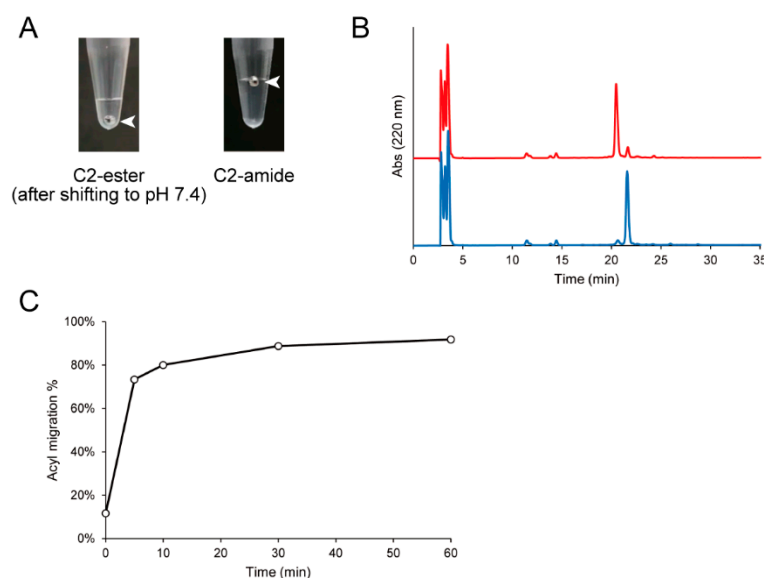 A
C2-ester
(after shifting to pH 7.4)
C2-amide
B
Abs (220 nm)
0 5 10 15 20 25 30 35
Time (min)
C
Acyl migration %
100%
80%
60%
40%
20%
0%
0 10 20 30 40 50 60
Time (min)